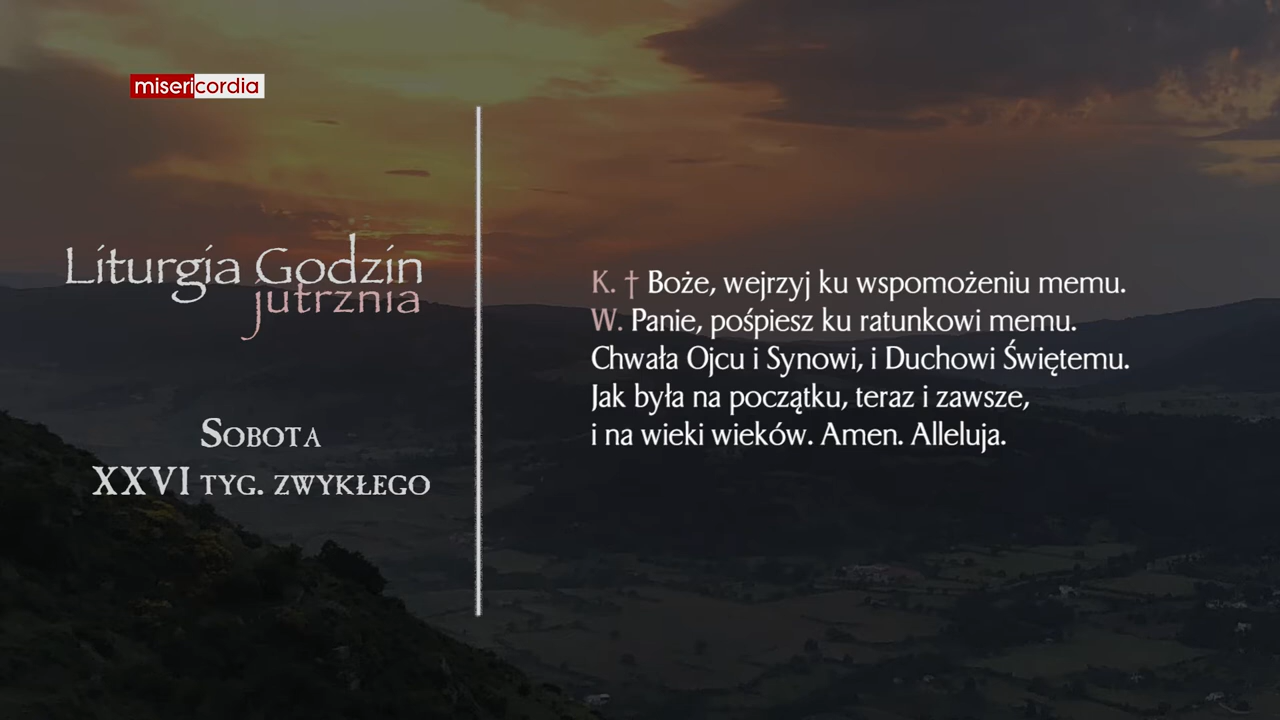 misericordia
Liturgia Godzin
jutrznia
Sobota
XXVI tyg. zwykłego
K. † Boże, wejrzyj ku wspomożeniu memu.
W. Panie, pośpiesz ku ratunkowi memu.
Chwała Ojcu i Synowi, i Duchowi Świętemu.
Jak była na początku, teraz i zawsze,
i na wieki wieków. Amen. Alleluja.